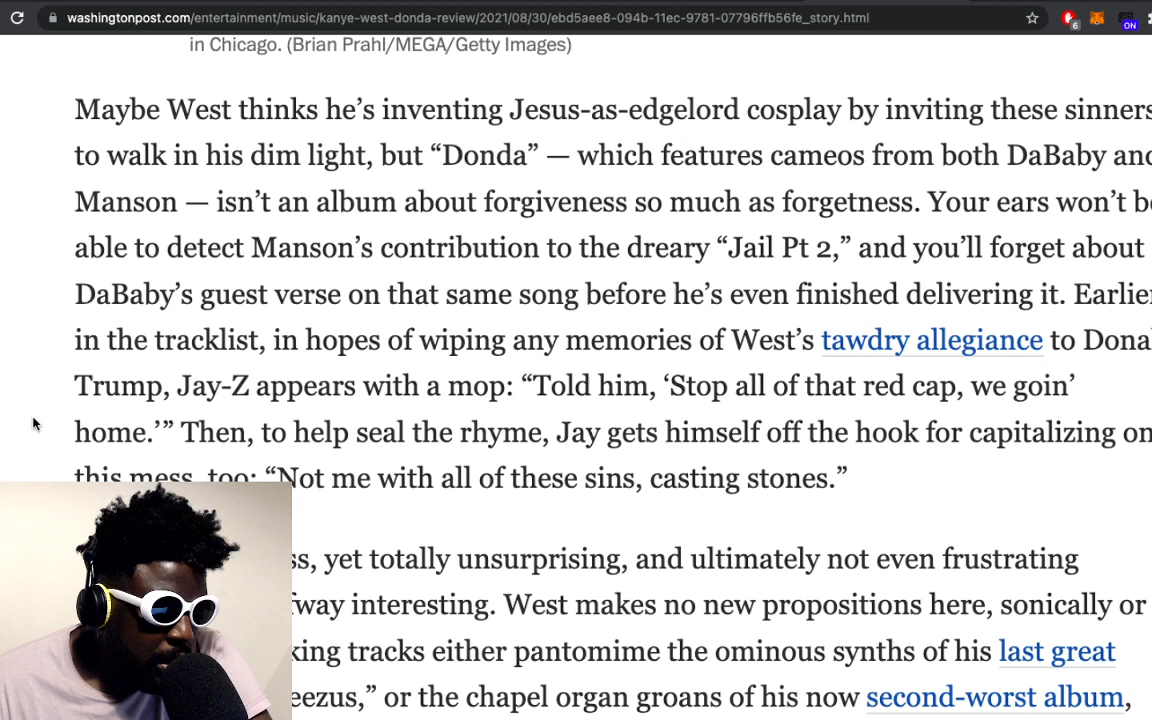 washingtonpost.com/entertainment/music/kanye-west-donda-review/2021/08/30/ebd5aee8-094b-11ec-9781-07796ffb56fe_story.html
6
ON
in Chicago. (Brian Prahl/MEGA/Getty Images)
Maybe West thinks he’s inventing Jesus-as-edgelord cosplay by inviting these sinners
to walk in his dim light, but “Donda” — which features cameos from both DaBaby and
Manson — isn’t an album about forgiveness so much as forgetness. Your ears won’t be
able to detect Manson’s contribution to the dreary “Jail Pt 2,” and you’ll forget about
DaBaby’s guest verse on that same song before he’s even finished delivering it. Earlier
in the tracklist, in hopes of wiping any memories of West’s tawdry allegiance to Dona
Trump, Jay-Z appears with a mop: “Told him, ‘Stop all of that red cap, we goin’
home.’” Then, to help seal the rhyme, Jay gets himself off the hook for capitalizing on
this mess, too: “Not me with all of these sins, casting stones.”
ss, yet totally unsurprising, and ultimately not even frustrating
fway interesting. West makes no new propositions here, sonically or
king tracks either pantomime the ominous synths of his last great
eezus,” or the chapel organ groans of his now second-worst album,